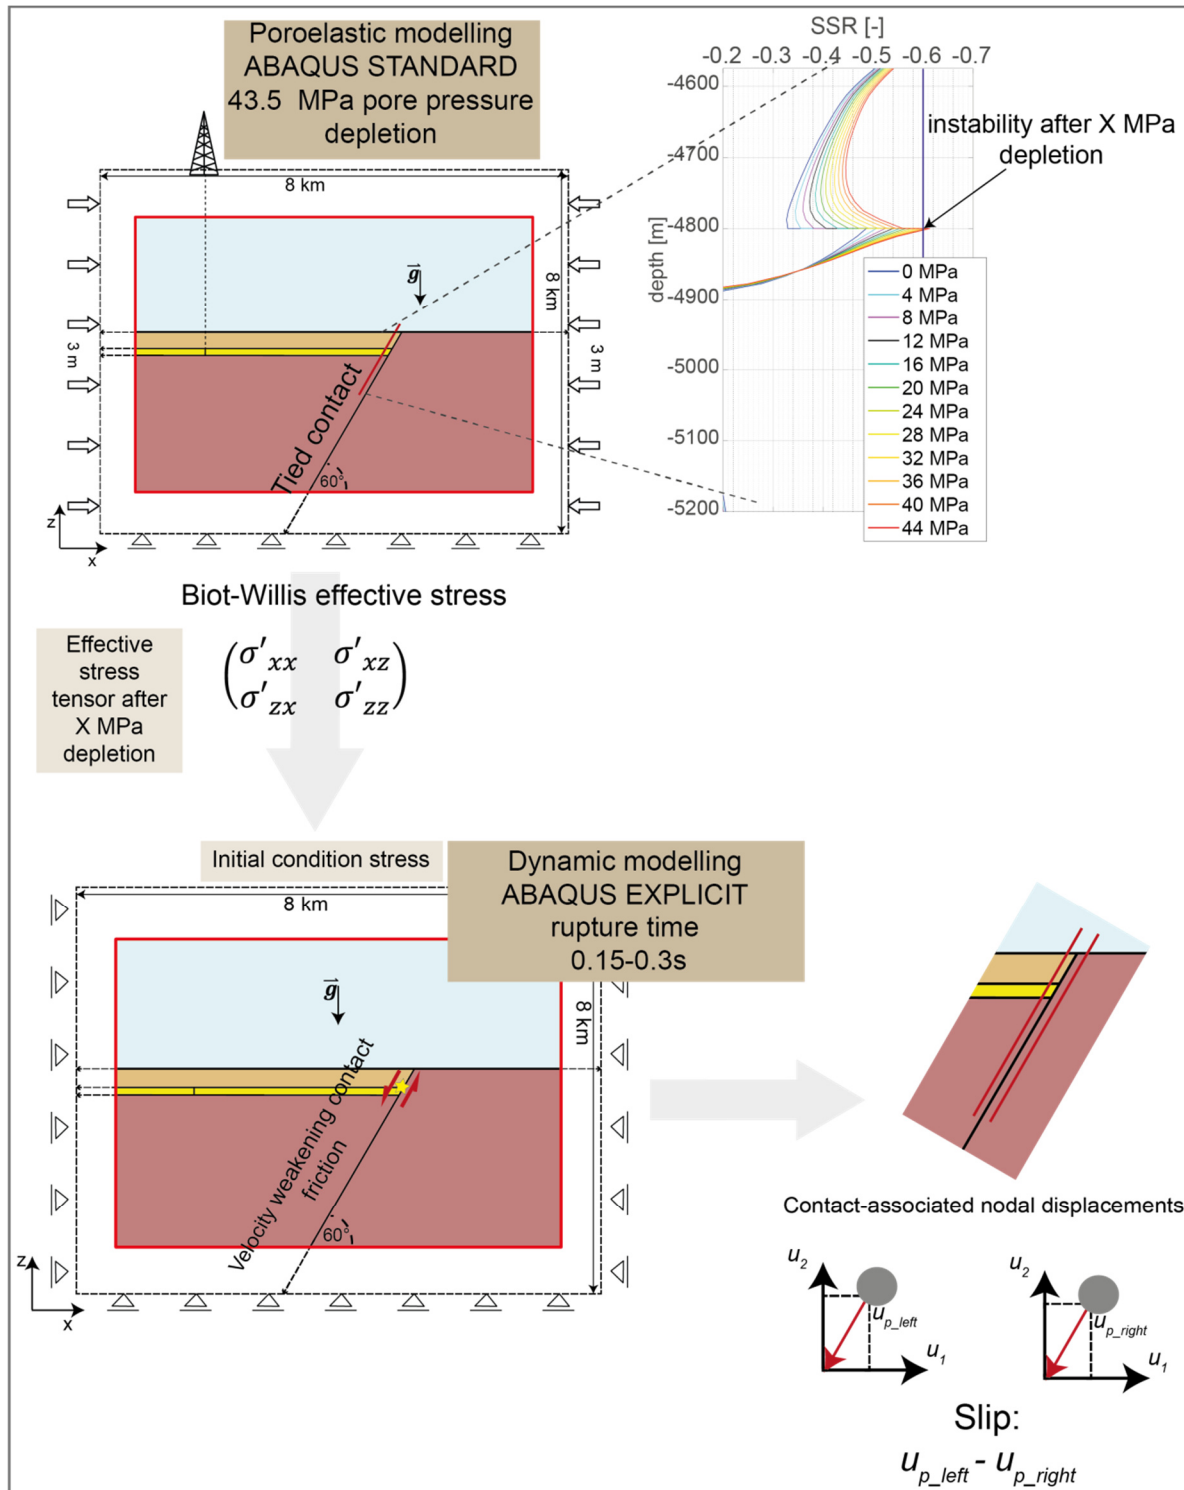 Poroelastic modelling
ABAQUS STANDARD
43.5 MPa pore pressure
depletion
8 km
8 km
g
3 m
3 m
Tied contact
60°
z
x
SSR [-]
-0.2 -0.3 -0.4 -0.5 -0.6 -0.7
-4600
-4700
-4800
-4900
-5000
-5100
-5200
depth [m]
instability after X MPa
depletion
0 MPa
4 MPa
8 MPa
12 MPa
16 MPa
20 MPa
24 MPa
28 MPa
32 MPa
36 MPa
40 MPa
44 MPa
Biot-Willis effective stress
Effective
stress
tensor after
X MPa
depletion
σ'xx σ'xz
σ'zx σ'zz
Initial condition stress
Dynamic modelling
ABAQUS EXPLICIT
rupture time
0.15-0.3s
8 km
8 km
g
Velocity weakening contact
friction
60°
z
x
Contact-associated nodal displacements
u2
up_left
u1
u2
up_right
u1
Slip:
up_left - up_right